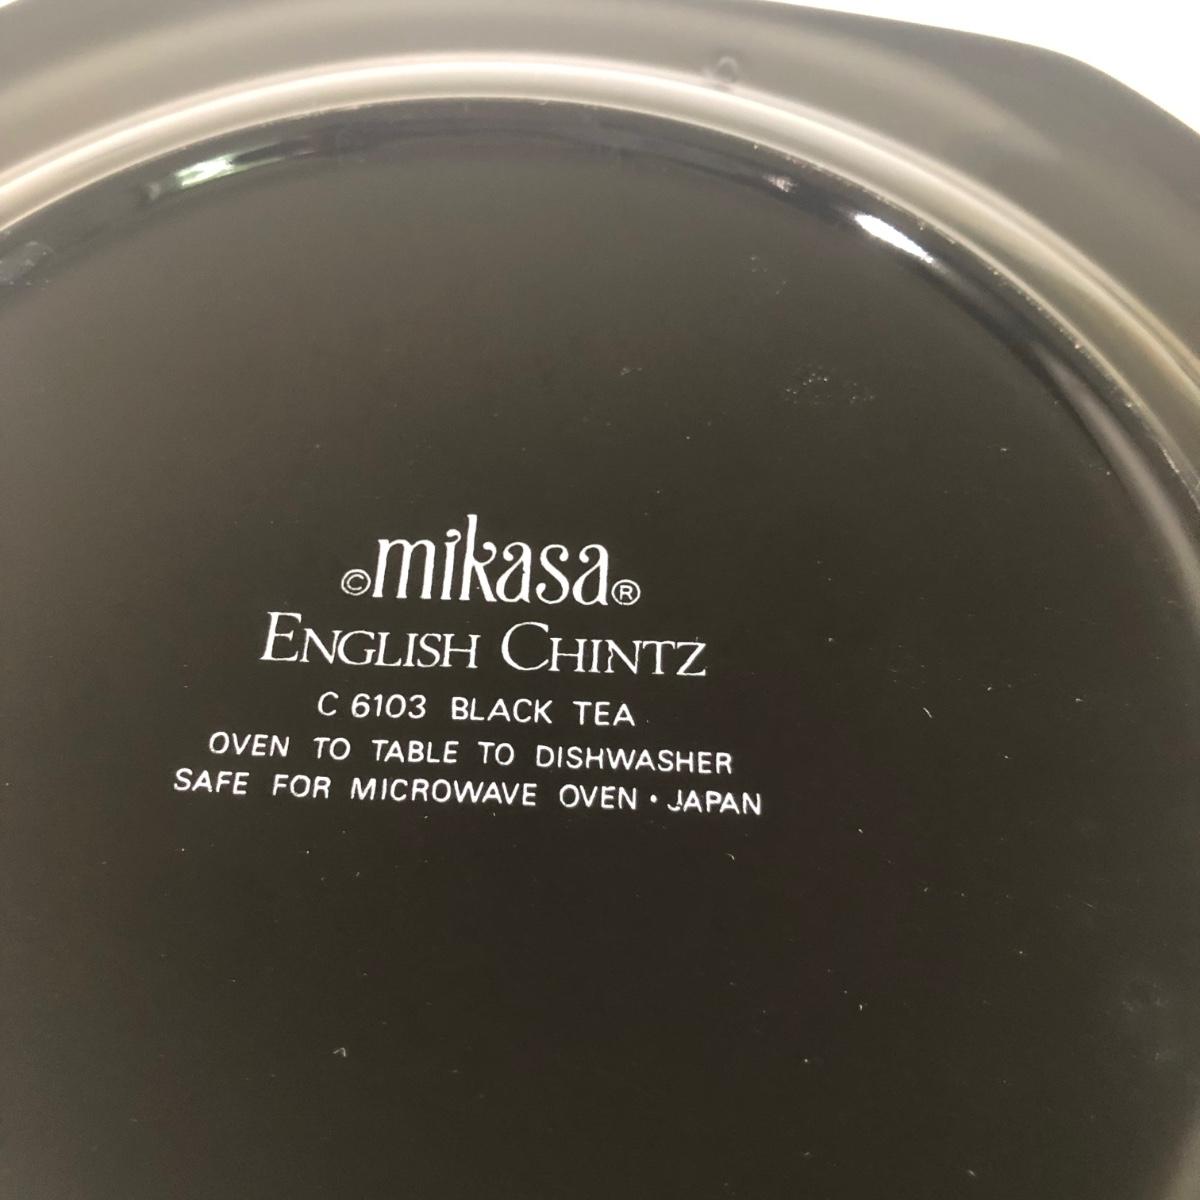 ©mikasa®
ENGLISH CHINTZ
C 6103 BLACK TEA
OVEN TO TABLE TO DISHWASHER
SAFE FOR MICROWAVE OVEN • JAPAN